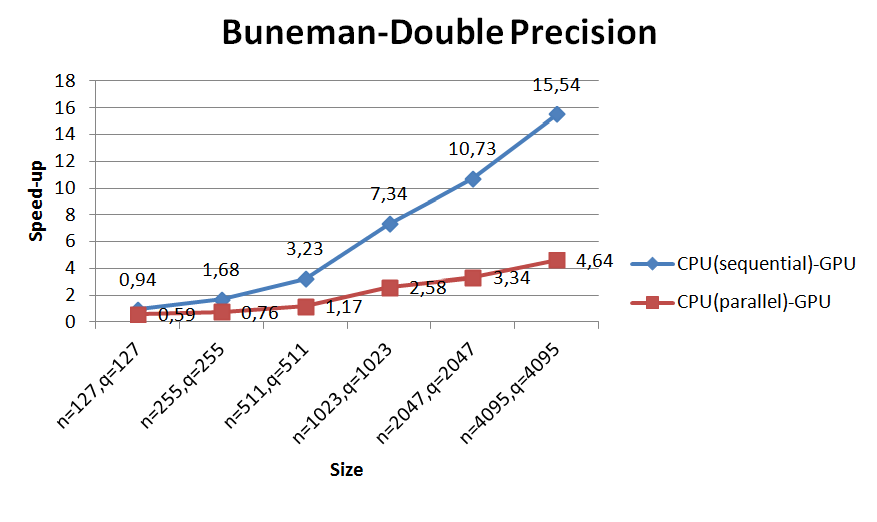 Buneman-Double Precision
Speed-up
18
16
14
12
10
8
6
4
2
0
0,94
1,68
3,23
7,34
10,73
15,54
0,59
0,76
1,17
2,58
3,34
4,64
n=127,q=127
n=255,q=255
n=511,q=511
n=1023,q=1023
n=2047,q=2047
n=4095,q=4095
Size
CPU(sequential)-GPU
CPU(parallel)-GPU